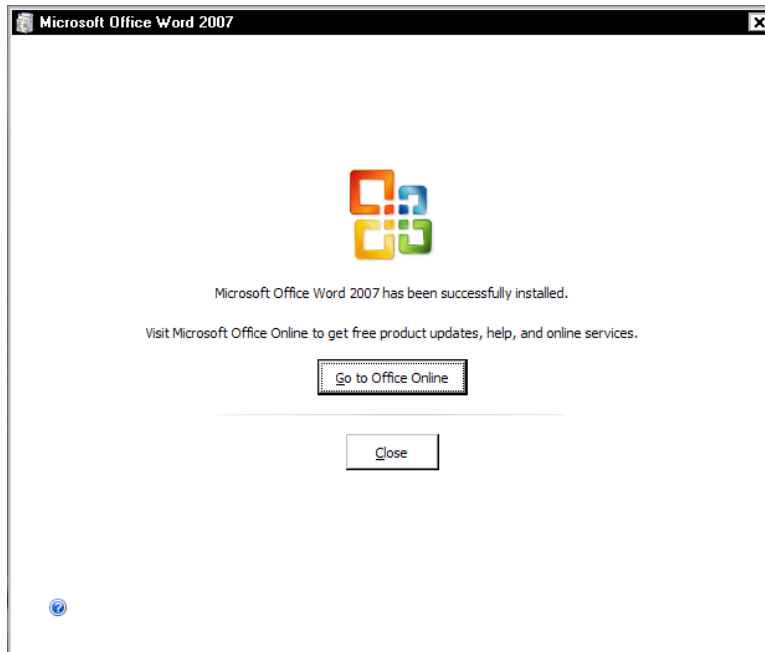 Microsoft Office Word 2007
Microsoft Office Word 2007 has been successfully installed.
Visit Microsoft Office Online to get free product updates, help, and online services.
Go to Office Online
Close